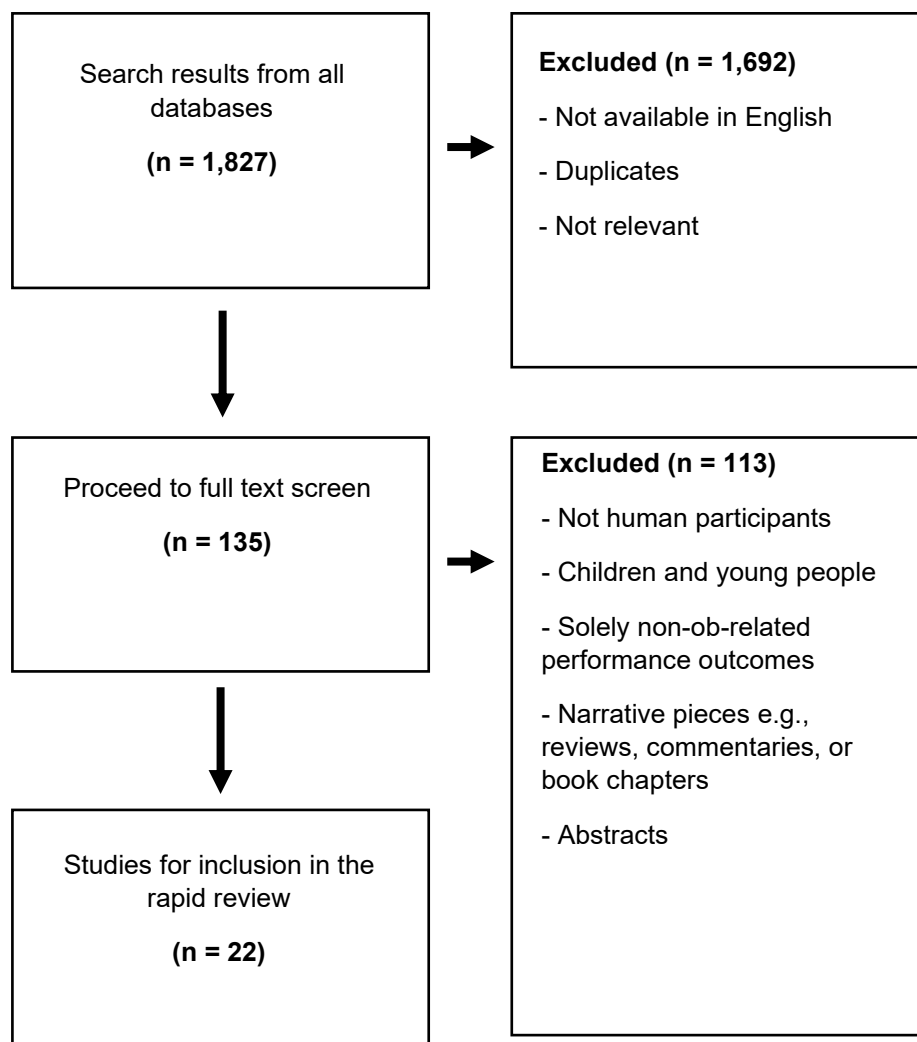 Search results from all
databases
(n = 1,827)
Excluded (n = 1,692)
- Not available in English
- Duplicates
- Not relevant
Proceed to full text screen
(n = 135)
Excluded (n = 113)
- Not human participants
- Children and young people
- Solely non-ob-related
performance outcomes
- Narrative pieces e.g.,
reviews, commentaries, or
book chapters
- Abstracts
Studies for inclusion in the
rapid review
(n = 22)